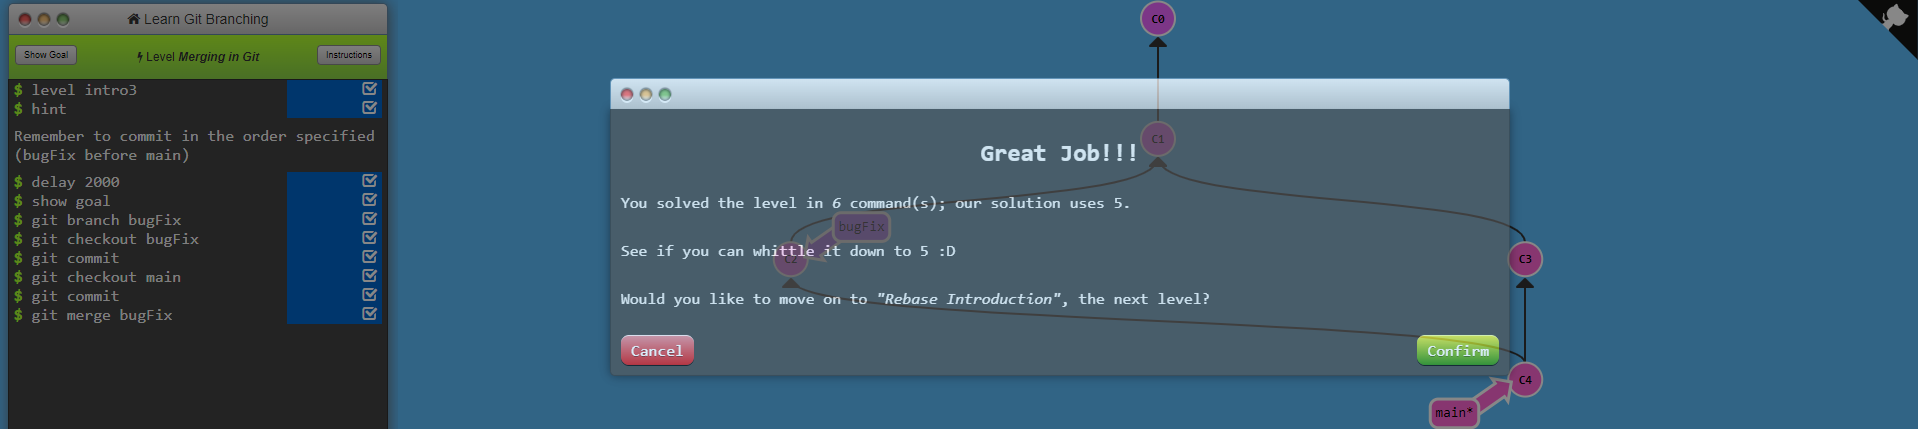 Learn Git Branching
Show Goal
Level Merging in Git
Instructions
$ level intro3
$ hint
Remember to commit in the order specified
(bugFix before main)
$ delay 2000
$ show goal
$ git branch bugFix
$ git checkout bugFix
$ git commit
$ git checkout main
$ git commit
$ git merge bugFix
C0
C1
Great Job!!!
You solved the level in 6 command(s); our solution uses 5.
bugFix
See if you can whittle it down to 5 :D
C2
C3
Would you like to move on to "Rebase Introduction", the next level?
Cancel
Confirm
C4
main*